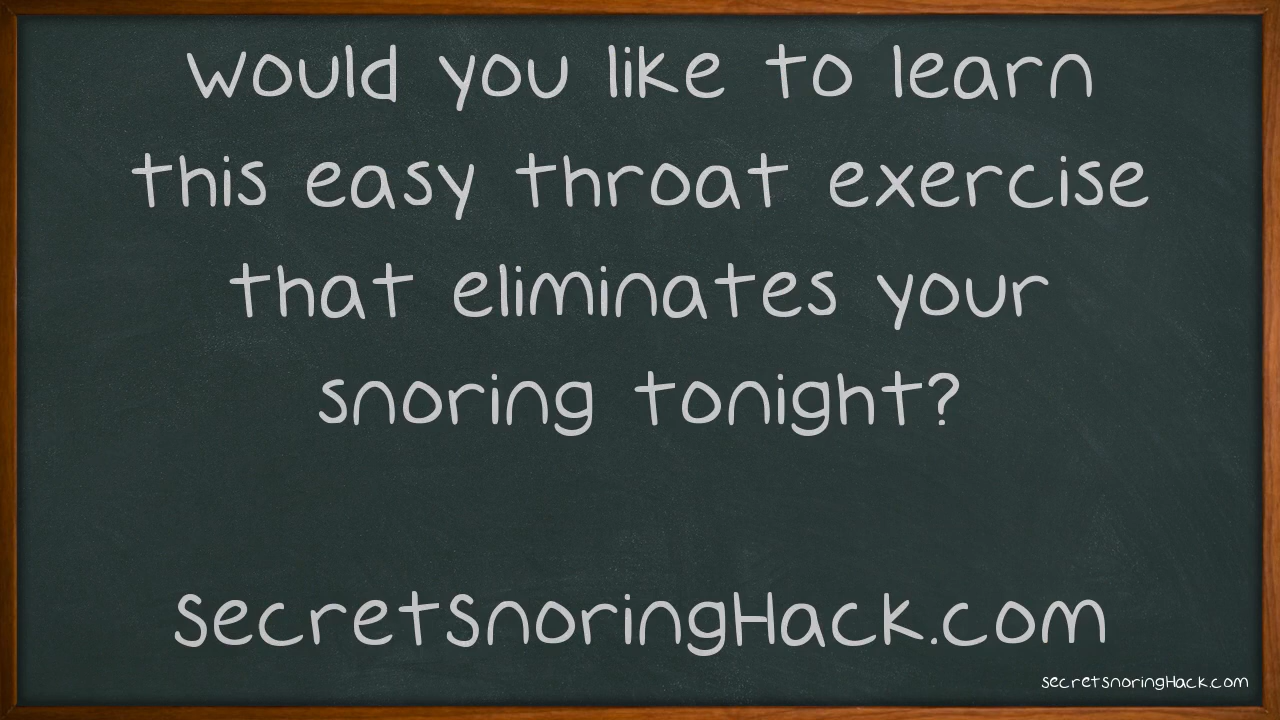 Would you like to learn
this easy throat exercise
that eliminates your
snoring tonight?
SecretSnoringHack.com
secretsnoringHack.com